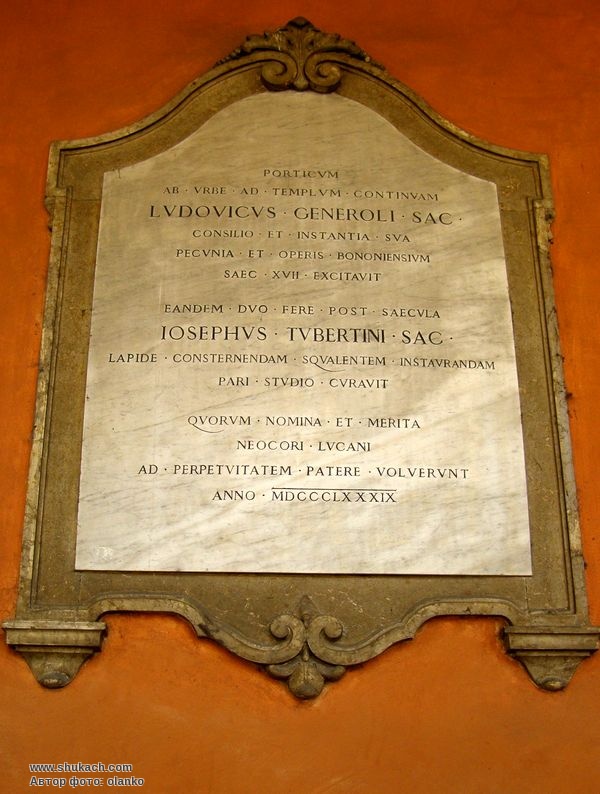 PORTICVM
AB · VRBE · AD · TEMPLVM · CONTINVAM
LVDOVICVS · GENEROLI · SAC ·
CONSILIO · ET · INSTANTIA · SVA
PECVNIA · ET · OPERIS · BONONIENSIVM
SAEC · XVII · EXCITAVIT
EANDEM · DVO · FERE · POST · SAECVLA
IOSEPHVS · TVBERTINI · SAC ·
LAPIDE · CONSTERNENDAM · SQVALENTEM · INSTAVRANDAM
PARI · STVDIO · CVRAVIT
QVORVM · NOMINA · ET · MERITA
NEOCORI · LVCANI
AD · PERPETVITATEM · PATERE · VOLVERVNT
ANNO · MDCCCLXXXIX
www.shukach.com
Автор фото: olanko